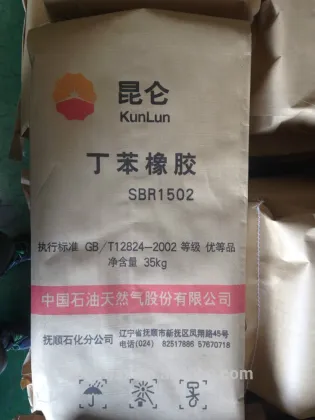 昆仑
KunLun
丁苯橡胶
SBR1502
执行标准 GB/T12824—2002 等级 优等品
净含量 35kg
中国石油天然气股份有限公司
抚顺石化分公司
辽宁省抚顺市新抚区凤翔路45号
电话(024) 82517886 57670718